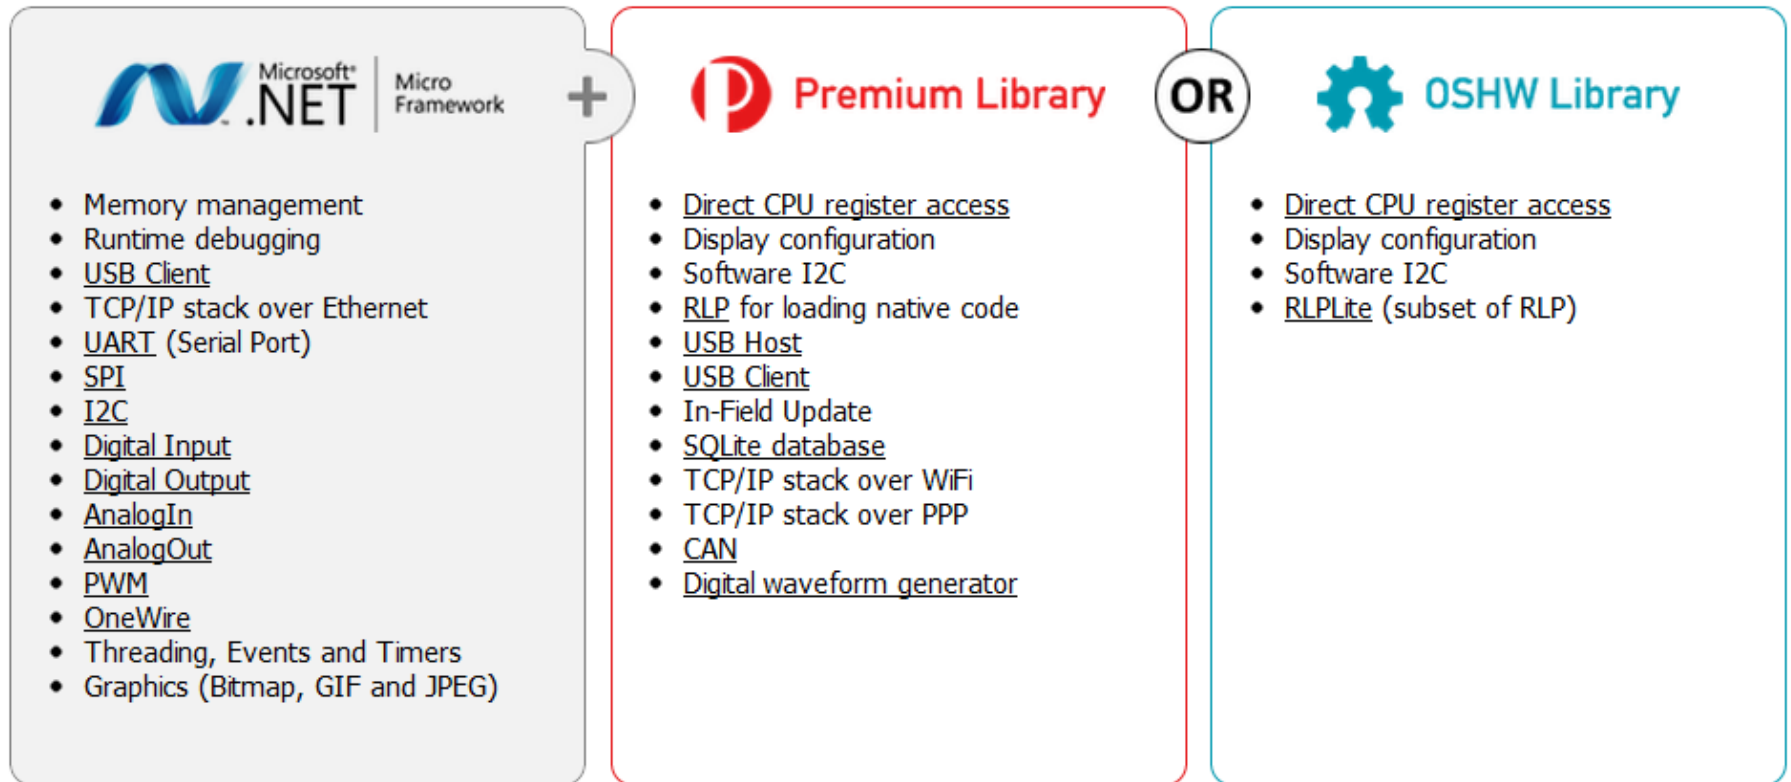 Microsoft®
.NET
Micro
Framework
+
Premium Library
OR
OSHW Library
• Memory management
• Runtime debugging
• USB Client
• TCP/IP stack over Ethernet
• UART (Serial Port)
• SPI
• I2C
• Digital Input
• Digital Output
• AnalogIn
• AnalogOut
• PWM
• OneWire
• Threading, Events and Timers
• Graphics (Bitmap, GIF and JPEG)
• Direct CPU register access
• Display configuration
• Software I2C
• RLP for loading native code
• USB Host
• USB Client
• In-Field Update
• SQLite database
• TCP/IP stack over WiFi
• TCP/IP stack over PPP
• CAN
• Digital waveform generator
• Direct CPU register access
• Display configuration
• Software I2C
• RLPLite (subset of RLP)